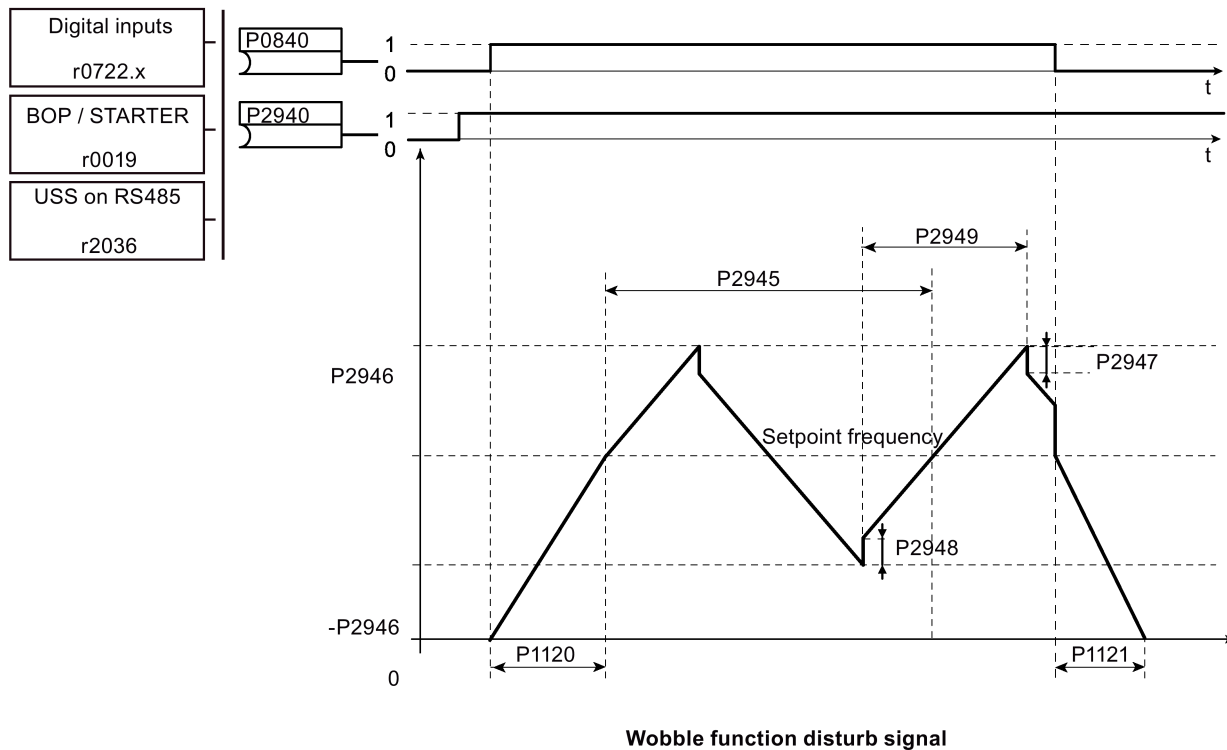 Digital inputs
r0722.x
BOP / STARTER
r0019
USS on RS485
r2036
P0840
1
0
t
P2940
1
0
t
P2949
P2945
P2946
P2947
Setpoint frequency
P2948
-P2946
P1120
P1121
0
Wobble function disturb signal